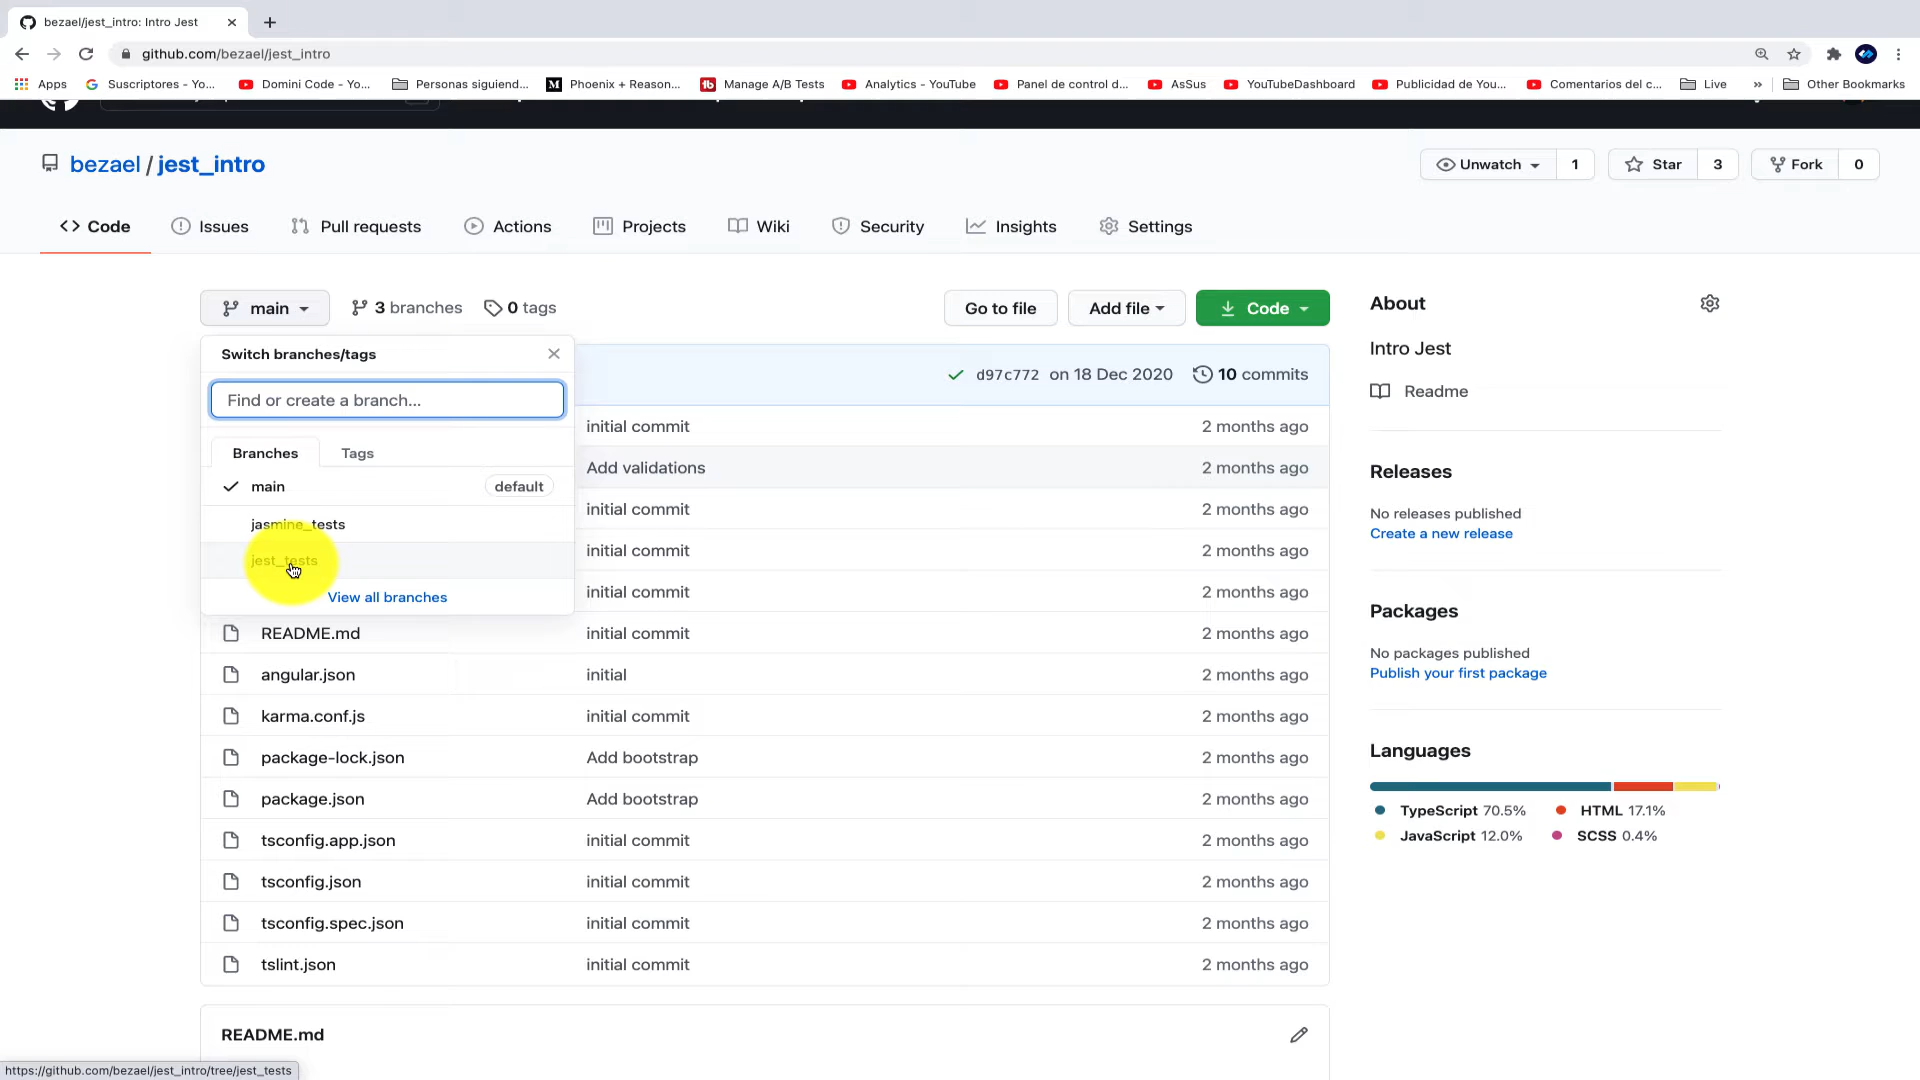 bezael/jest_intro: Intro Jest
github.com/bezael/jest_intro
Apps Suscriptores - Yo... Domini Code - Yo... Personas siguiend... Phoenix + Reason... Manage A/B Tests Analytics - YouTube Panel de control d... AsSus YouTubeDashboard Publicidad de You... Comentarios del c... Live » Other Bookmarks
bezael / jest_intro
Unwatch 1 Star 3 Fork 0
Code Issues Pull requests Actions Projects Wiki Security Insights Settings
main 3 branches 0 tags Go to file Add file Code
Switch branches/tags
Find or create a branch...
Branches Tags
main default
jasmine_tests
jest_tests
View all branches
d97c772 on 18 Dec 2020 10 commits
initial commit 2 months ago
Add validations 2 months ago
initial commit 2 months ago
initial commit 2 months ago
initial commit 2 months ago
README.md initial commit 2 months ago
angular.json initial 2 months ago
karma.conf.js initial commit 2 months ago
package-lock.json Add bootstrap 2 months ago
package.json Add bootstrap 2 months ago
tsconfig.app.json initial commit 2 months ago
tsconfig.json initial commit 2 months ago
tsconfig.spec.json initial commit 2 months ago
tslint.json initial commit 2 months ago
README.md
About
Intro Jest
Readme
Releases
No releases published
Create a new release
Packages
No packages published
Publish your first package
Languages
TypeScript 70.5% HTML 17.1%
JavaScript 12.0% SCSS 0.4%
https://github.com/bezael/jest_intro/tree/jest_tests